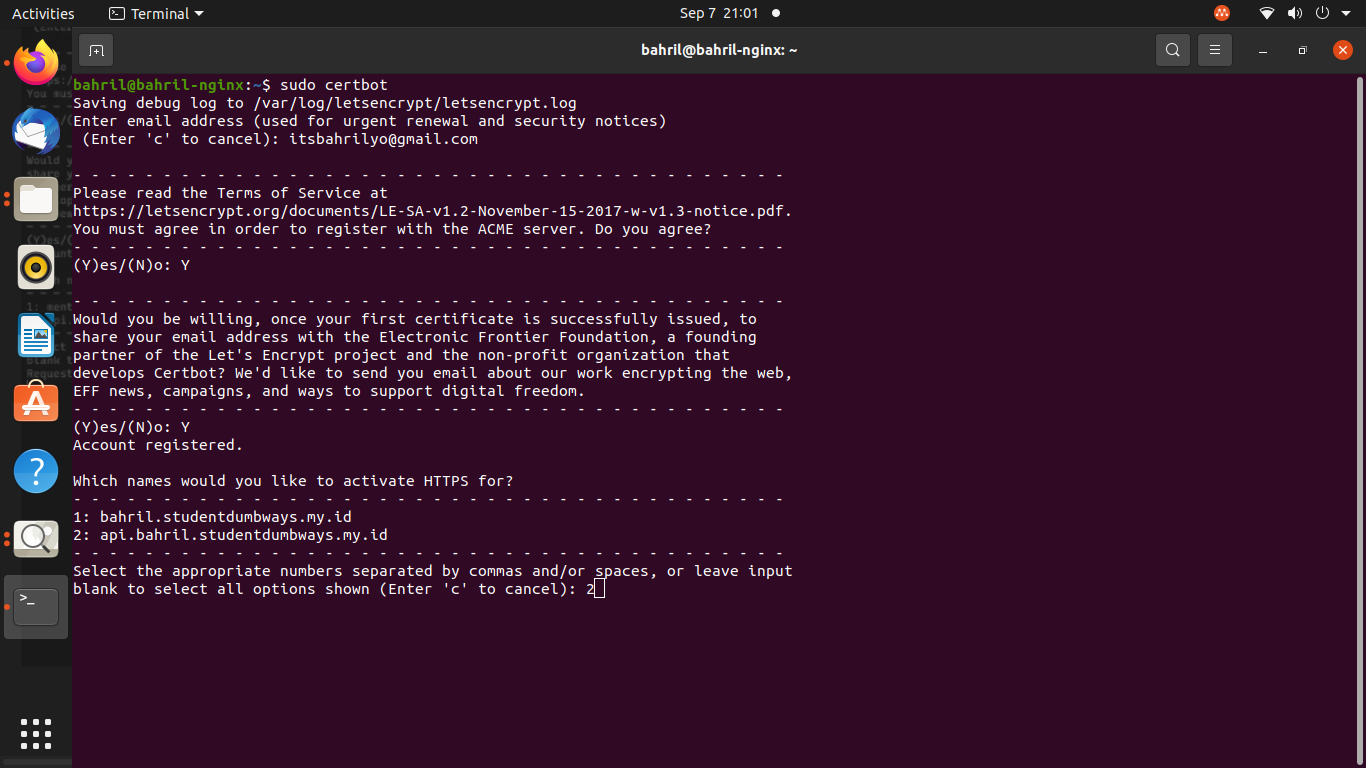 Activities
Terminal
Sep 7 21:01
bahril@bahril-nginx: ~
bahril@bahril-nginx:~$ sudo certbot
Saving debug log to /var/log/letsencrypt/letsencrypt.log
Enter email address (used for urgent renewal and security notices)
(Enter 'c' to cancel): itsbahrilyo@gmail.com
- - - - - - - - - - - - - - - - - - - - - - - - - - - - - - - - - - - - - - - -
Please read the Terms of Service at
https://letsencrypt.org/documents/LE-SA-v1.2-November-15-2017-w-v1.3-notice.pdf.
You must agree in order to register with the ACME server. Do you agree?
- - - - - - - - - - - - - - - - - - - - - - - - - - - - - - - - - - - - - - - -
(Y)es/(N)o: Y
- - - - - - - - - - - - - - - - - - - - - - - - - - - - - - - - - - - - - - - -
Would you be willing, once your first certificate is successfully issued, to
share your email address with the Electronic Frontier Foundation, a founding
partner of the Let's Encrypt project and the non-profit organization that
develops Certbot? We'd like to send you email about our work encrypting the web,
EFF news, campaigns, and ways to support digital freedom.
- - - - - - - - - - - - - - - - - - - - - - - - - - - - - - - - - - - - - - - -
(Y)es/(N)o: Y
Account registered.
Which names would you like to activate HTTPS for?
- - - - - - - - - - - - - - - - - - - - - - - - - - - - - - - - - - - - - - - -
1: bahril.studentdumbways.my.id
2: api.bahril.studentdumbways.my.id
- - - - - - - - - - - - - - - - - - - - - - - - - - - - - - - - - - - - - - - -
Select the appropriate numbers separated by commas and/or spaces, or leave input
blank to select all options shown (Enter 'c' to cancel): 2